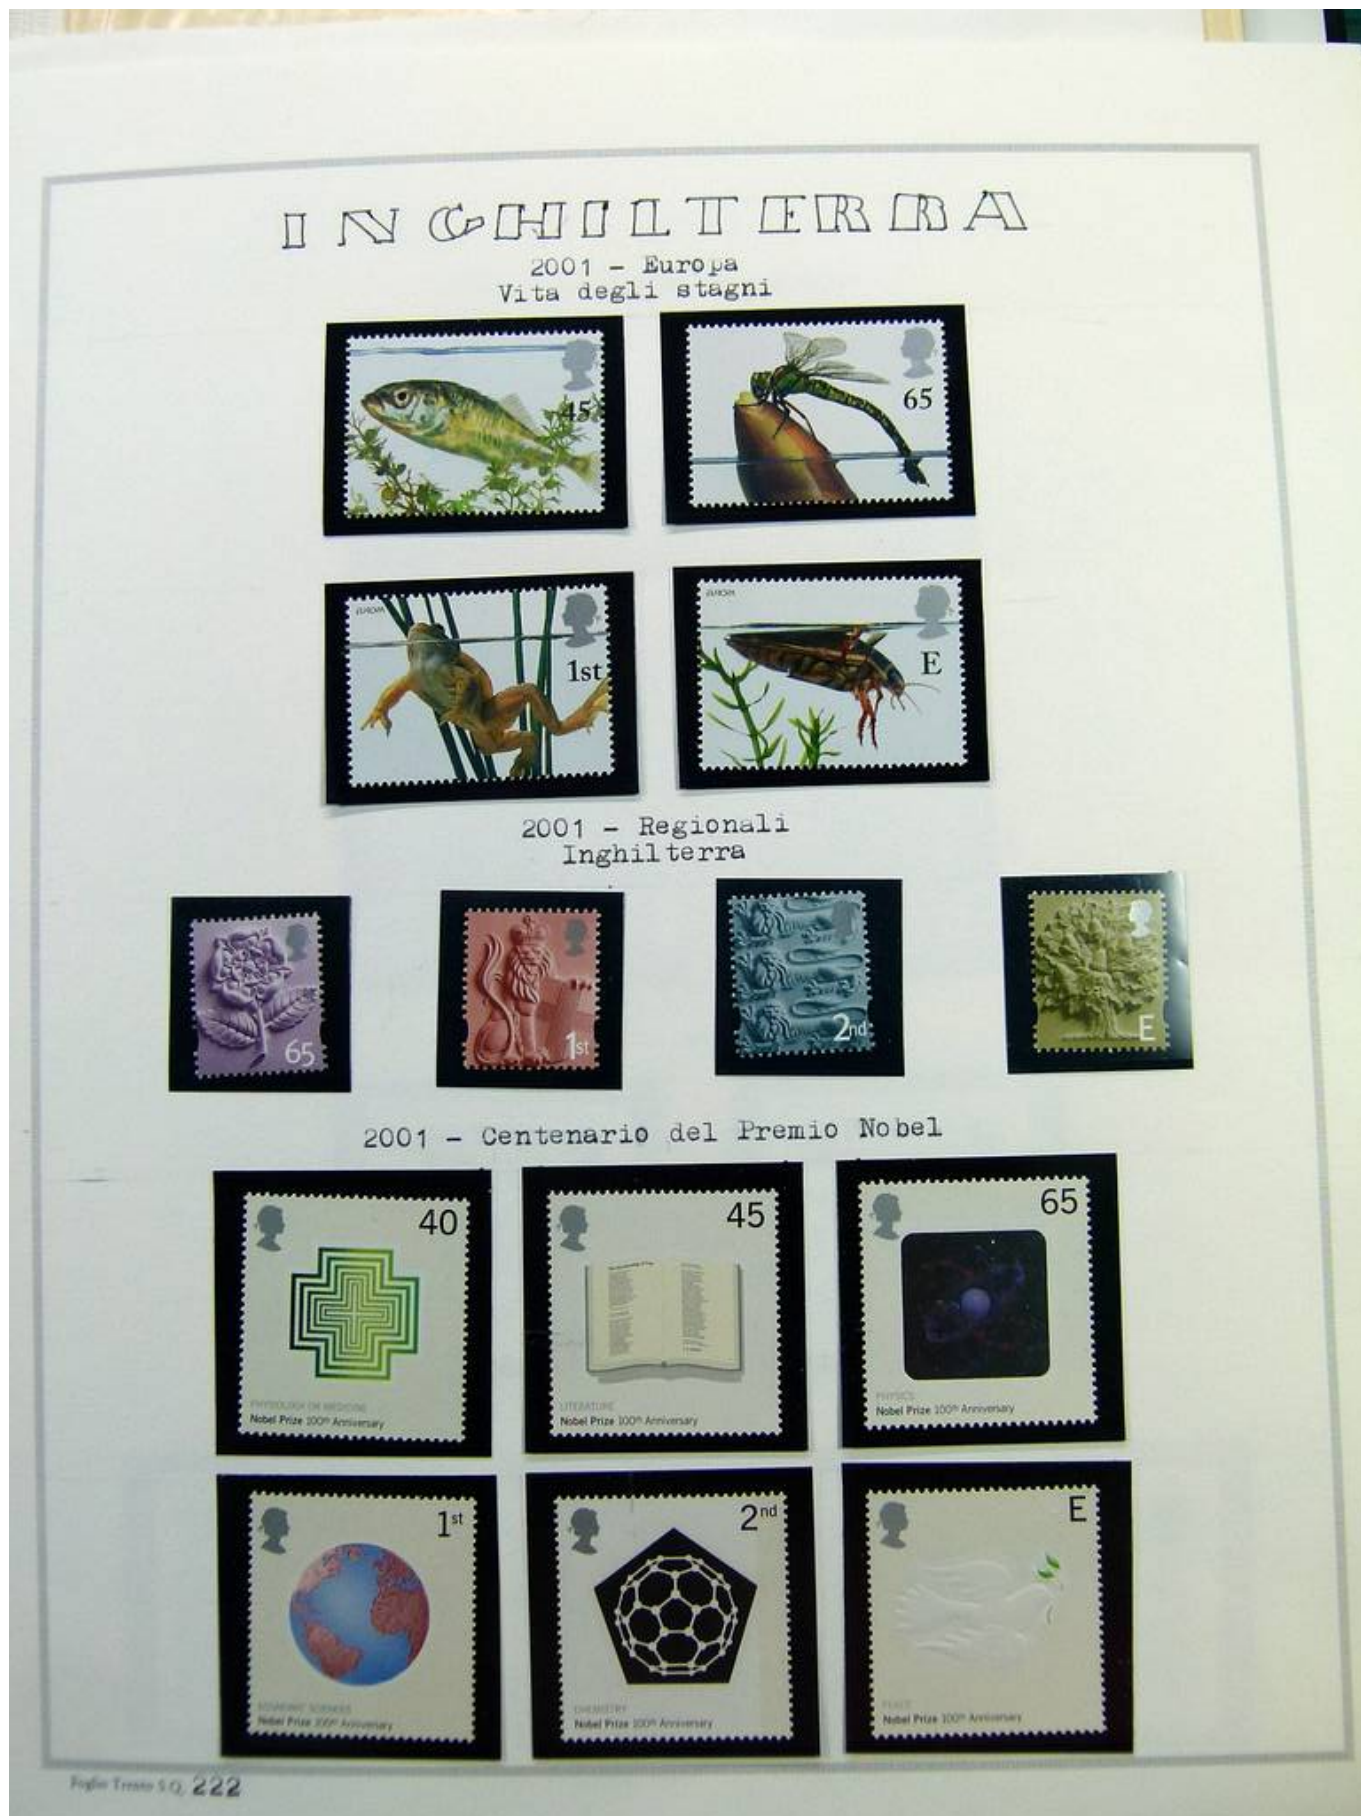 INGHILTERRA
2001 - Europa
Vita degli stagni
45
65
EUROPA
1st
EUROPA
E
2001 - Regionali
Inghilterra
65
1st
2nd
E
2001 - Centenario del Premio Nobel
40
PHYSIOLOGY OR MEDICINE
Nobel Prize 100th Anniversary
45
LITERATURE
Nobel Prize 100th Anniversary
65
PHYSICS
Nobel Prize 100th Anniversary
1st
ECONOMIC SCIENCES
Nobel Prize 100th Anniversary
2nd
CHEMISTRY
Nobel Prize 100th Anniversary
E
PEACE
Nobel Prize 100th Anniversary
Foglio Trento S.Q. 222